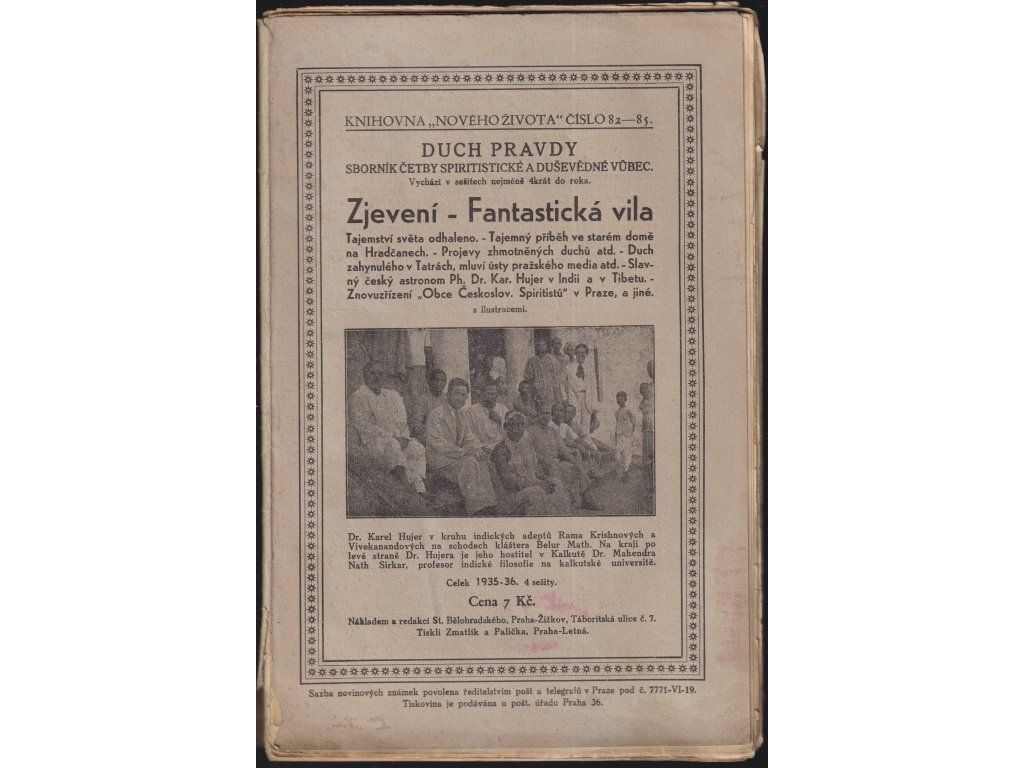 KNIHOVNA „NOVÉHO ŽIVOTA“ ČÍSLO 82—85.
DUCH PRAVDY
SBORNÍK ČETBY SPIRITISTICKÉ A DUŠEVĚDNÉ VŮBEC.
Vychází v sešitech nejméně 4krát do roka.
Zjevení - Fantastická vila
Tajemství světa odhaleno. - Tajemný příběh ve starém domě
na Hradčanech. - Projevy zhmotněných duchů atd. - Duch
zahynulého v Tatrách, mluví ústy pražského media atd. - Slav-
ný český astronom Ph. Dr. Kar. Hujer v Indii a v Tibetu. -
Znovuzřízení „Obce Českoslov. Spiritistů“ v Praze, a jiné.
s ilustracemi.
Dr. Karel Hujer v kruhu indických adeptů Rama Krishnových a
Vivekanandových na schodech kláštera Belur Math. Na kraji po
levé straně Dr. Hujera je jeho hostitel v Kalkutě Dr. Mahendra
Nath Sirkar, profesor indické filosofie na kalkutské universitě.
Celek 1935-36. 4 sešity.
Cena 7 Kč.
Nákladem a redakcí St. Bělohradského, Praha-Žižkov, Táboritská ulice č. 7.
Tiskli Zmatlík a Palička, Praha-Letná.
Sazba novinových známek povolena ředitelstvím pošt a telegrafů v Praze pod č. 7771-VI-19.
Tiskovina je podávána u pošt. úřadu Praha 36.